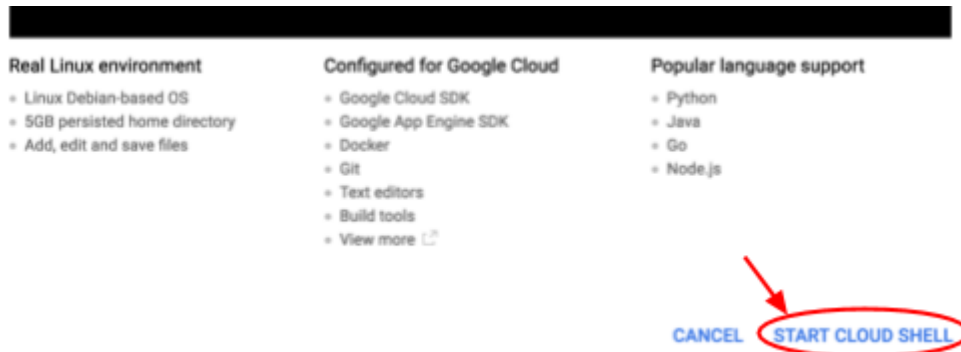 Real Linux environment
Linux Debian-based OS
5GB persisted home directory
Add, edit and save files
Configured for Google Cloud
Google Cloud SDK
Google App Engine SDK
Docker
Git
Text editors
Build tools
View more
Popular language support
Python
Java
Go
Node.js
CANCEL
START CLOUD SHELL